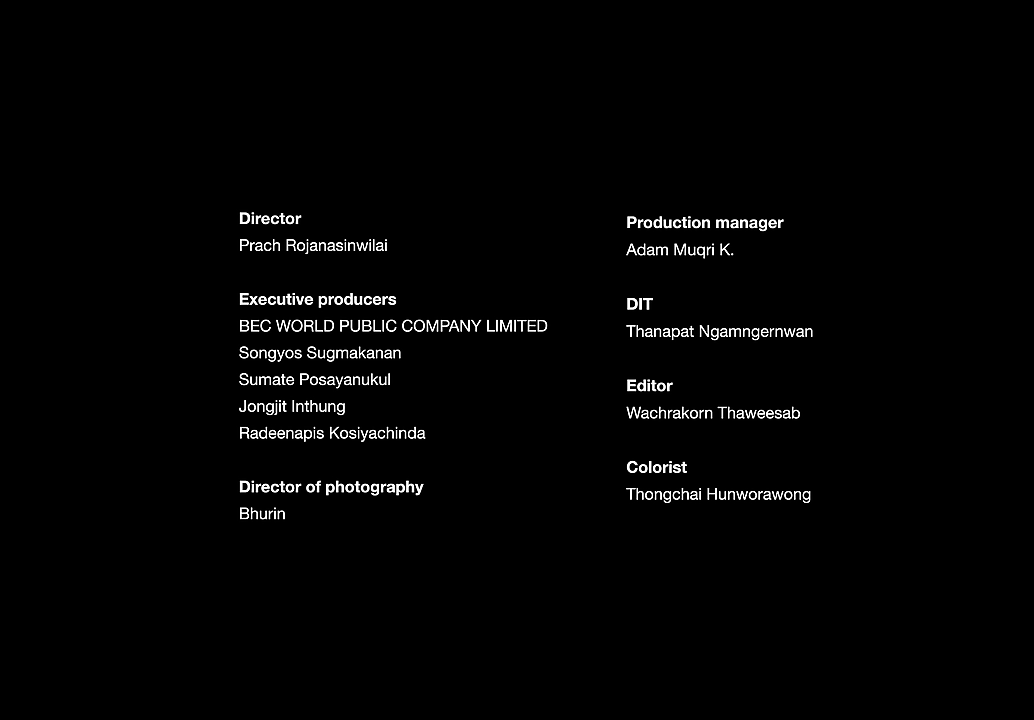 Director
Prach Rojanasinwilai
Executive producers
BEC WORLD PUBLIC COMPANY LIMITED
Songyos Sugmakanan
Sumate Posayanukul
Jongjit Inthung
Radeenapis Kosiyachinda
Director of photography
Bhurin
Production manager
Adam Muqri K.
DIT
Thanapat Ngamngernwan
Editor
Wachrakorn Thaweesab
Colorist
Thongchai Hunworawong